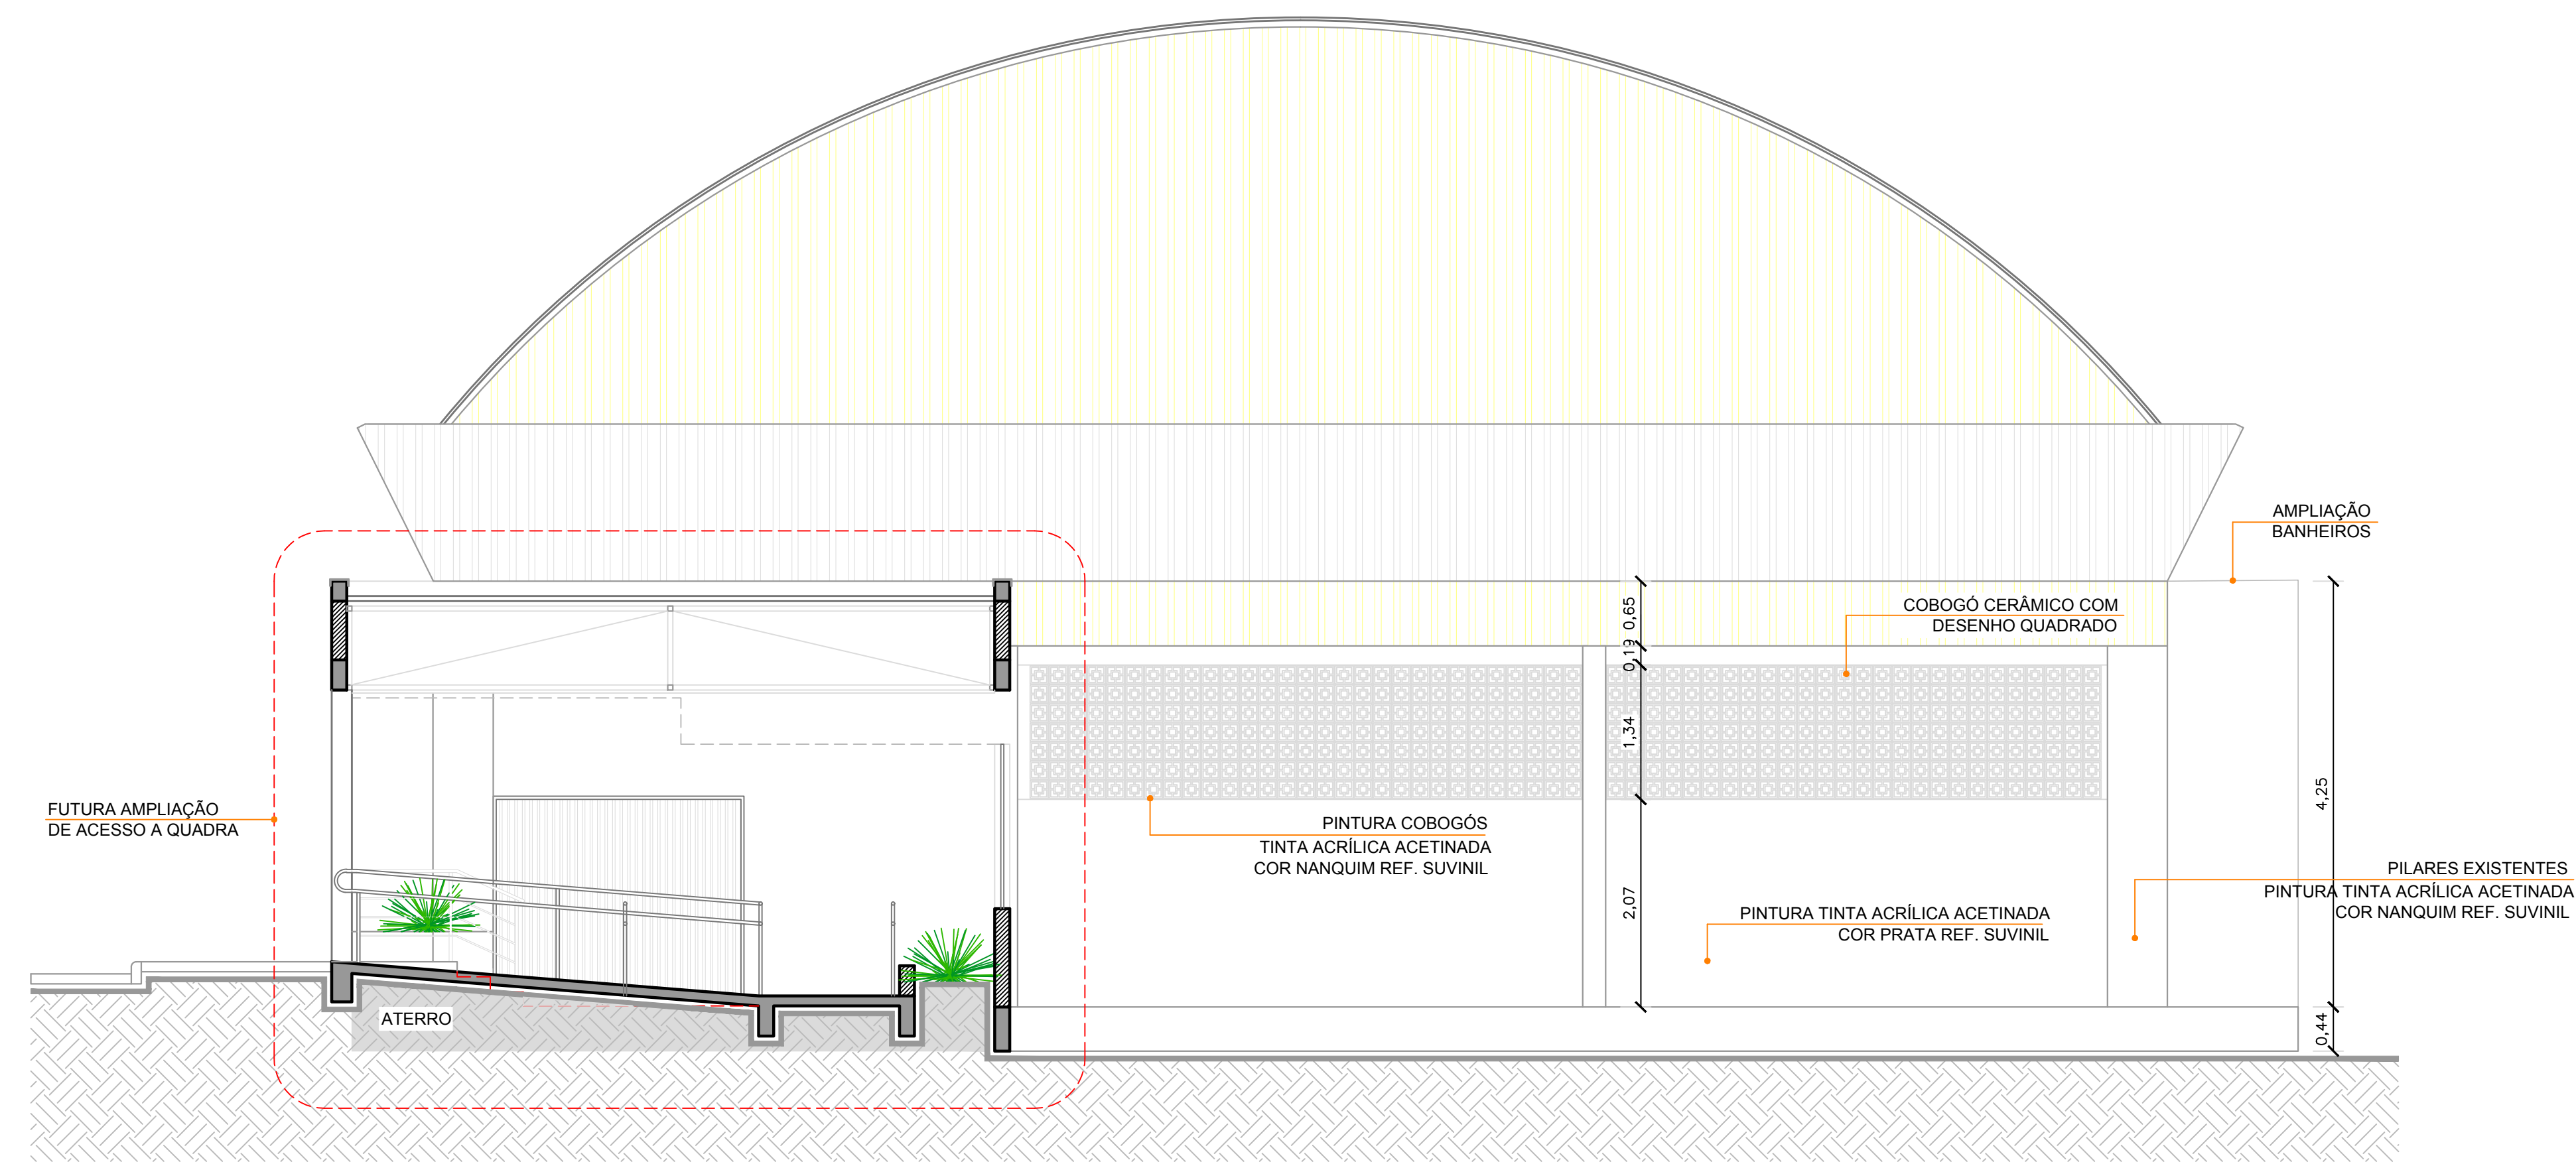 AMPLIAÇÃO
BANHEIROS
COBOGÓ CERÂMICO COM
DESENHO QUADRADO
0,65
0,19
1,34
2,07
4,25
0,44
FUTURA AMPLIAÇÃO
DE ACESSO A QUADRA
PINTURA COBOGÓS
TINTA ACRÍLICA ACETINADA
COR NANQUIM REF. SUVINIL
PILARES EXISTENTES
PINTURA TINTA ACRÍLICA ACETINADA
COR NANQUIM REF. SUVINIL
PINTURA TINTA ACRÍLICA ACETINADA
COR PRATA REF. SUVINIL
ATERRO